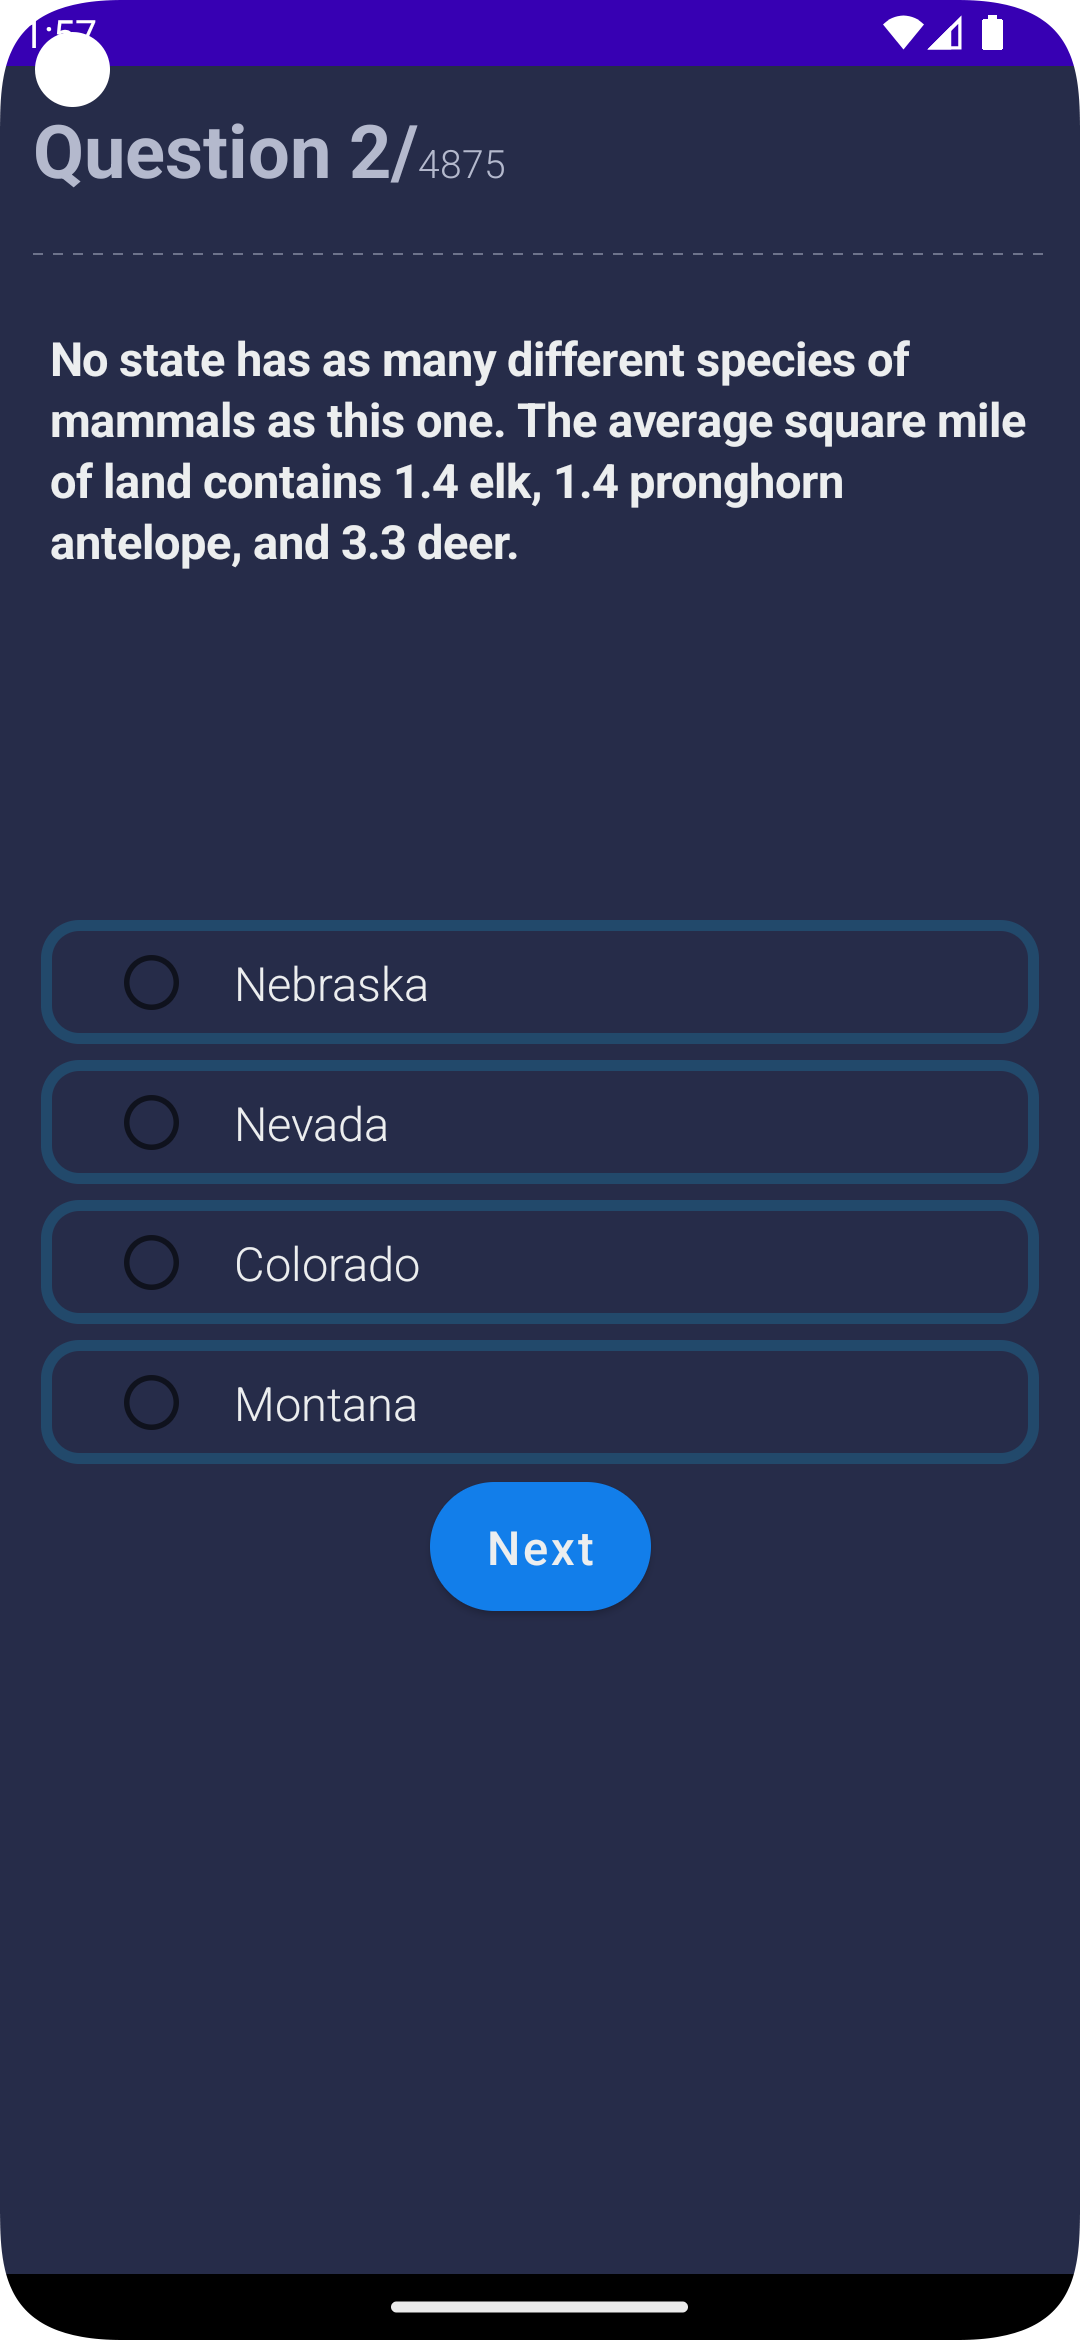 Question 2/4875
No state has as many different species of
mammals as this one. The average square mile
of land contains 1.4 elk, 1.4 pronghorn
antelope, and 3.3 deer.
Nebraska
Nevada
Colorado
Montana
Next